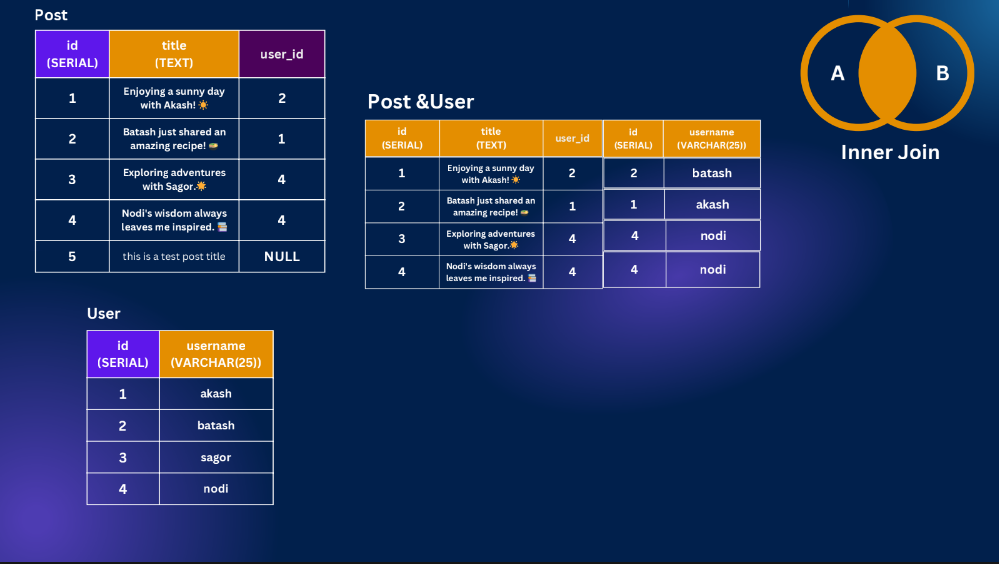 Post
id
(SERIAL)
title
(TEXT)
user_id
1
Enjoying a sunny day
with Akash! ☀️
2
2
Batash just shared an
amazing recipe! 🌮
1
3
Exploring adventures
with Sagor.☀️
4
4
Nodi's wisdom always
leaves me inspired. 📚
4
5
this is a test post title
NULL
Post &User
id
(SERIAL)
title
(TEXT)
user_id
id
(SERIAL)
username
(VARCHAR(25))
1
Enjoying a sunny day
with Akash! ☀️
2
2
batash
2
Batash just shared an
amazing recipe! 🌮
1
1
akash
3
Exploring adventures
with Sagor.☀️
4
4
nodi
4
Nodi's wisdom always
leaves me inspired. 📚
4
4
nodi
A
B
Inner Join
User
id
(SERIAL)
username
(VARCHAR(25))
1
akash
2
batash
3
sagor
4
nodi